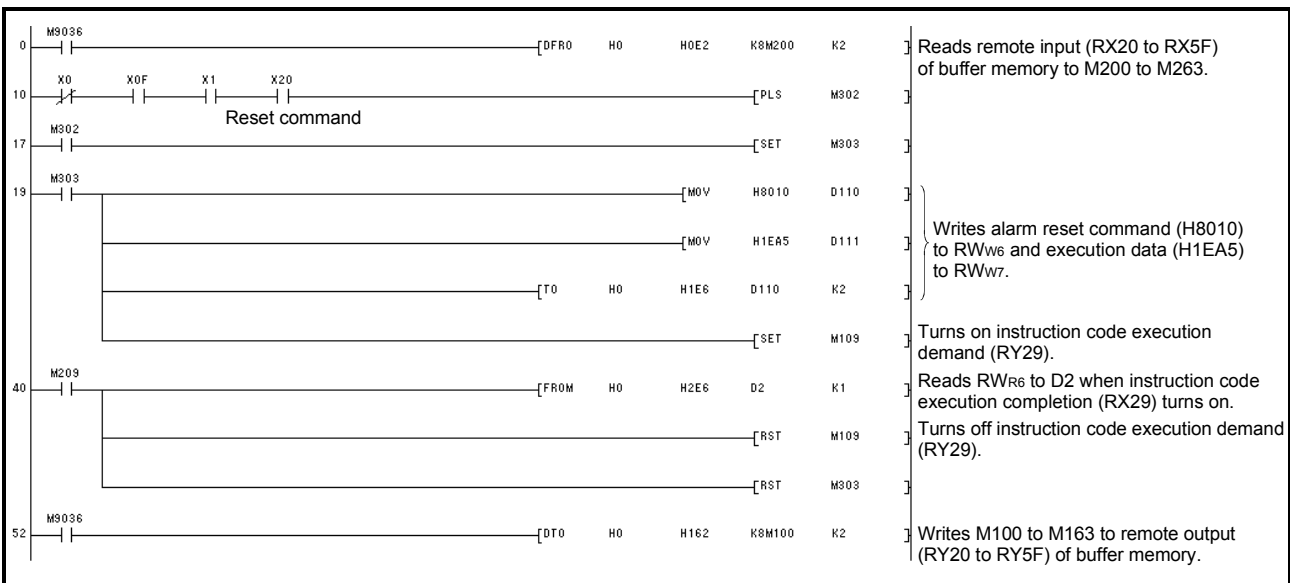 M9036
0 DFRO H0 H0E2 K8M200 K2 Reads remote input (RX20 to RX5F)
of buffer memory to M200 to M263.
X0 X0F X1 X20
10 PLS M302
Reset command
M302
17 SET M303
M303
19 MOV H8010 D110
MOV H1EA5 D111
Writes alarm reset command (H8010)
to RWW6 and execution data (H1EA5)
to RWW7.
TO H0 H1E6 D110 K2
SET M109 Turns on instruction code execution
demand (RY29).
M209
40 FROM H0 H2E6 D2 K1 Reads RWR6 to D2 when instruction code
execution completion (RX29) turns on.
RST M109 Turns off instruction code execution demand
(RY29).
RST M303
M9036
52 DTO H0 H162 K8M100 K2 Writes M100 to M163 to remote output
(RY20 to RY5F) of buffer memory.